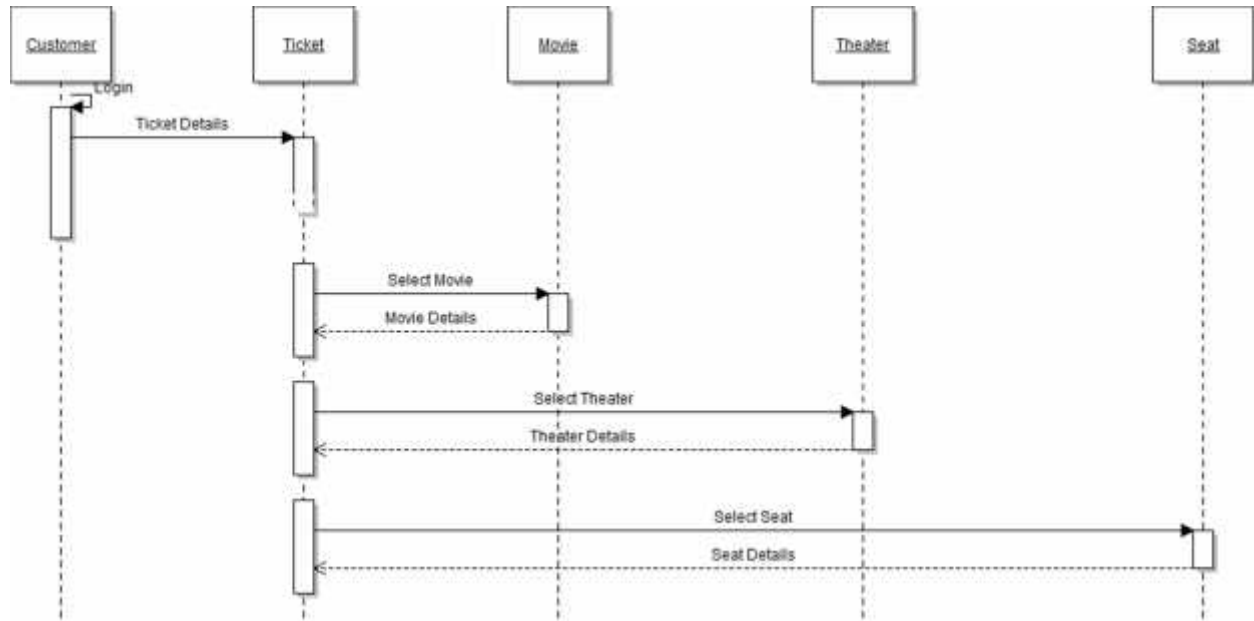 Customer
Ticket
Movie
Theater
Seat
Login
Ticket Details
Select Movie
Movie Details
Select Theater
Theater Details
Select Seat
Seat Details